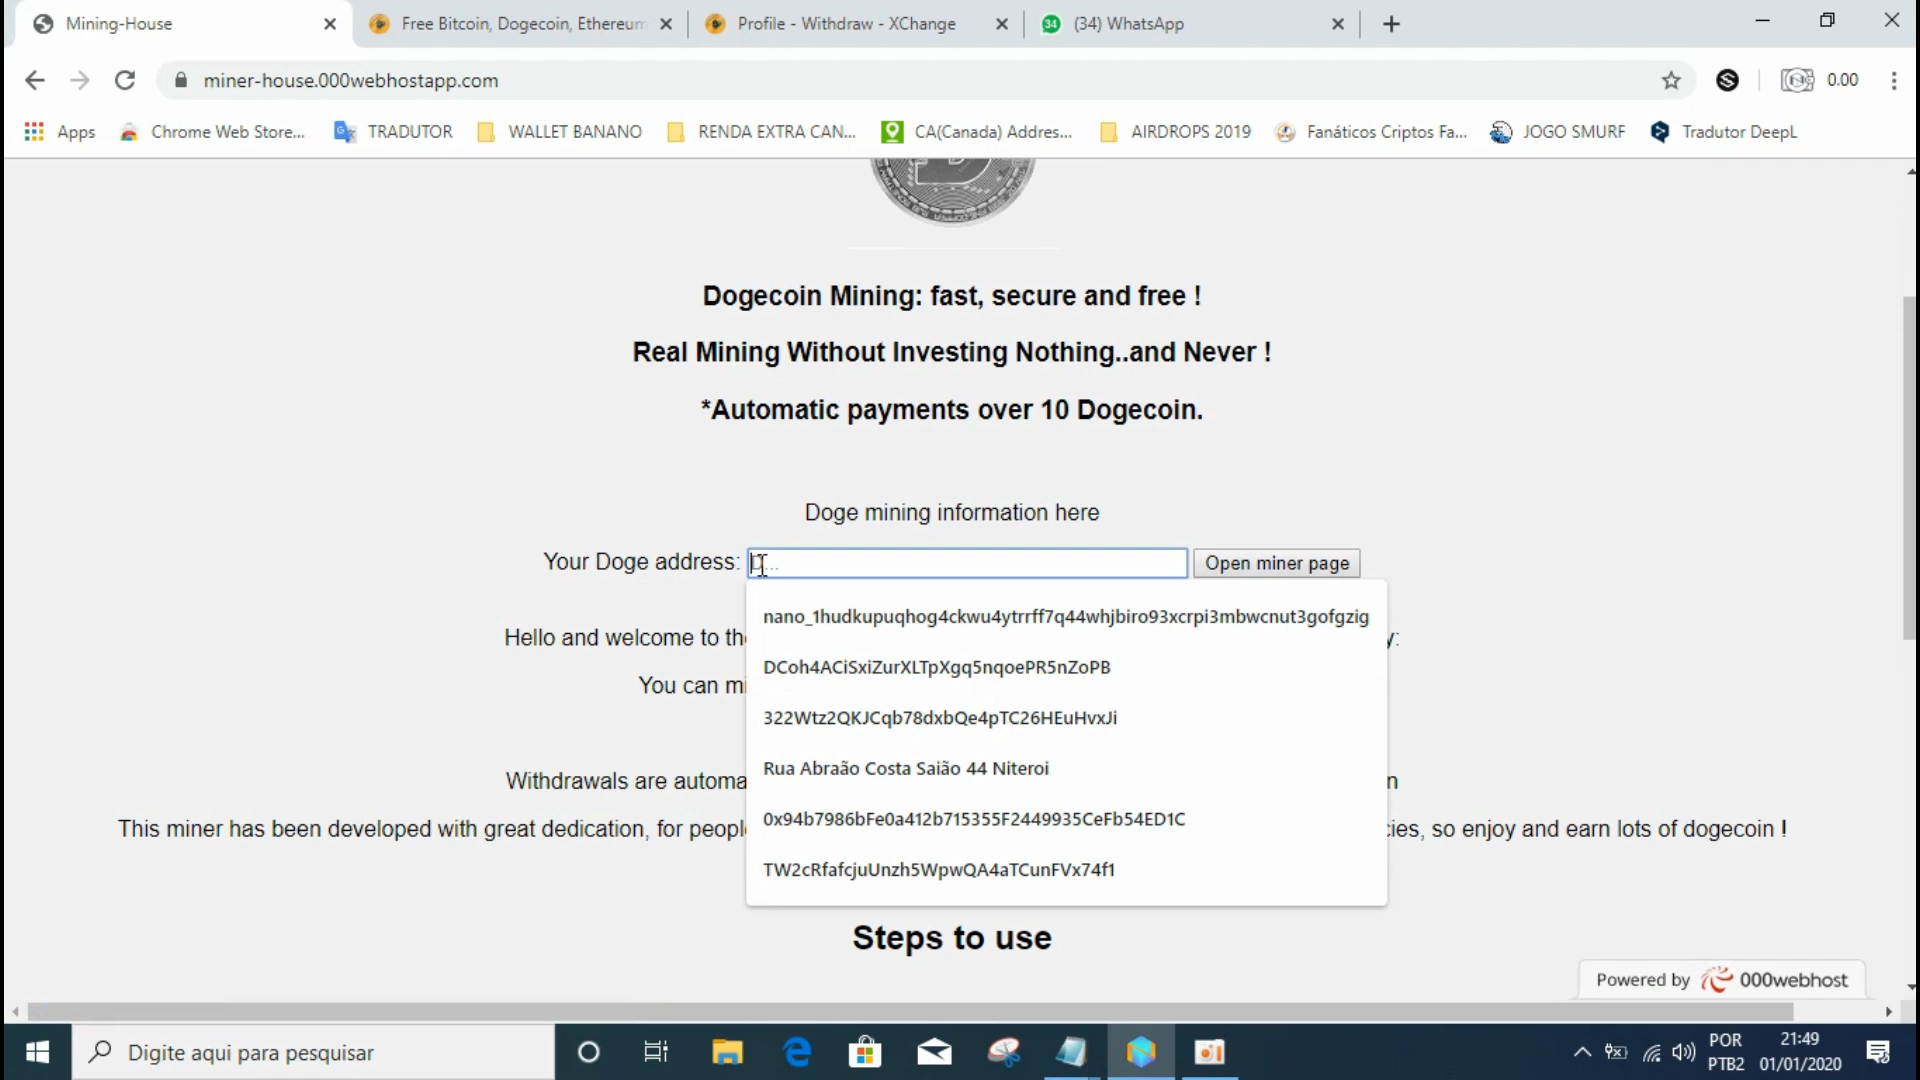 Mining-House
Free Bitcoin, Dogecoin, Ethereum
Profile - Withdraw - XChange
34
(34) WhatsApp
miner-house.000webhostapp.com
0.00
Apps
Chrome Web Store...
TRADUTOR
WALLET BANANO
RENDA EXTRA CAN...
CA(Canada) Addres...
AIRDROPS 2019
Fanáticos Criptos Fa...
JOGO SMURF
Tradutor DeepL
Dogecoin Mining: fast, secure and free !
Real Mining Without Investing Nothing..and Never !
*Automatic payments over 10 Dogecoin.
Doge mining information here
Your Doge address: D... Open miner page
nano_1hudkupuqhog4ckwu4ytrrff7q44whjbiro93xcrpi3mbwcnut3gofgzig
Hello and welcome to the y:
DCoh4ACiSxiZurXLTpXgq5nqoePR5nZoPB
You can mi
322Wtz2QKJCqb78dxbQe4pTC26HEuHvxJi
Rua Abraão Costa Saião 44 Niteroi
Withdrawals are automa n
0x94b7986bFe0a412b715355F2449935CeFb54ED1C
This miner has been developed with great dedication, for peopl cies, so enjoy and earn lots of dogecoin !
TW2cRfafcjuUnzh5WpwQA4aTCunFVx74f1
Steps to use
Powered by 000webhost
Digite aqui para pesquisar
POR
PTB2
21:49
01/01/2020